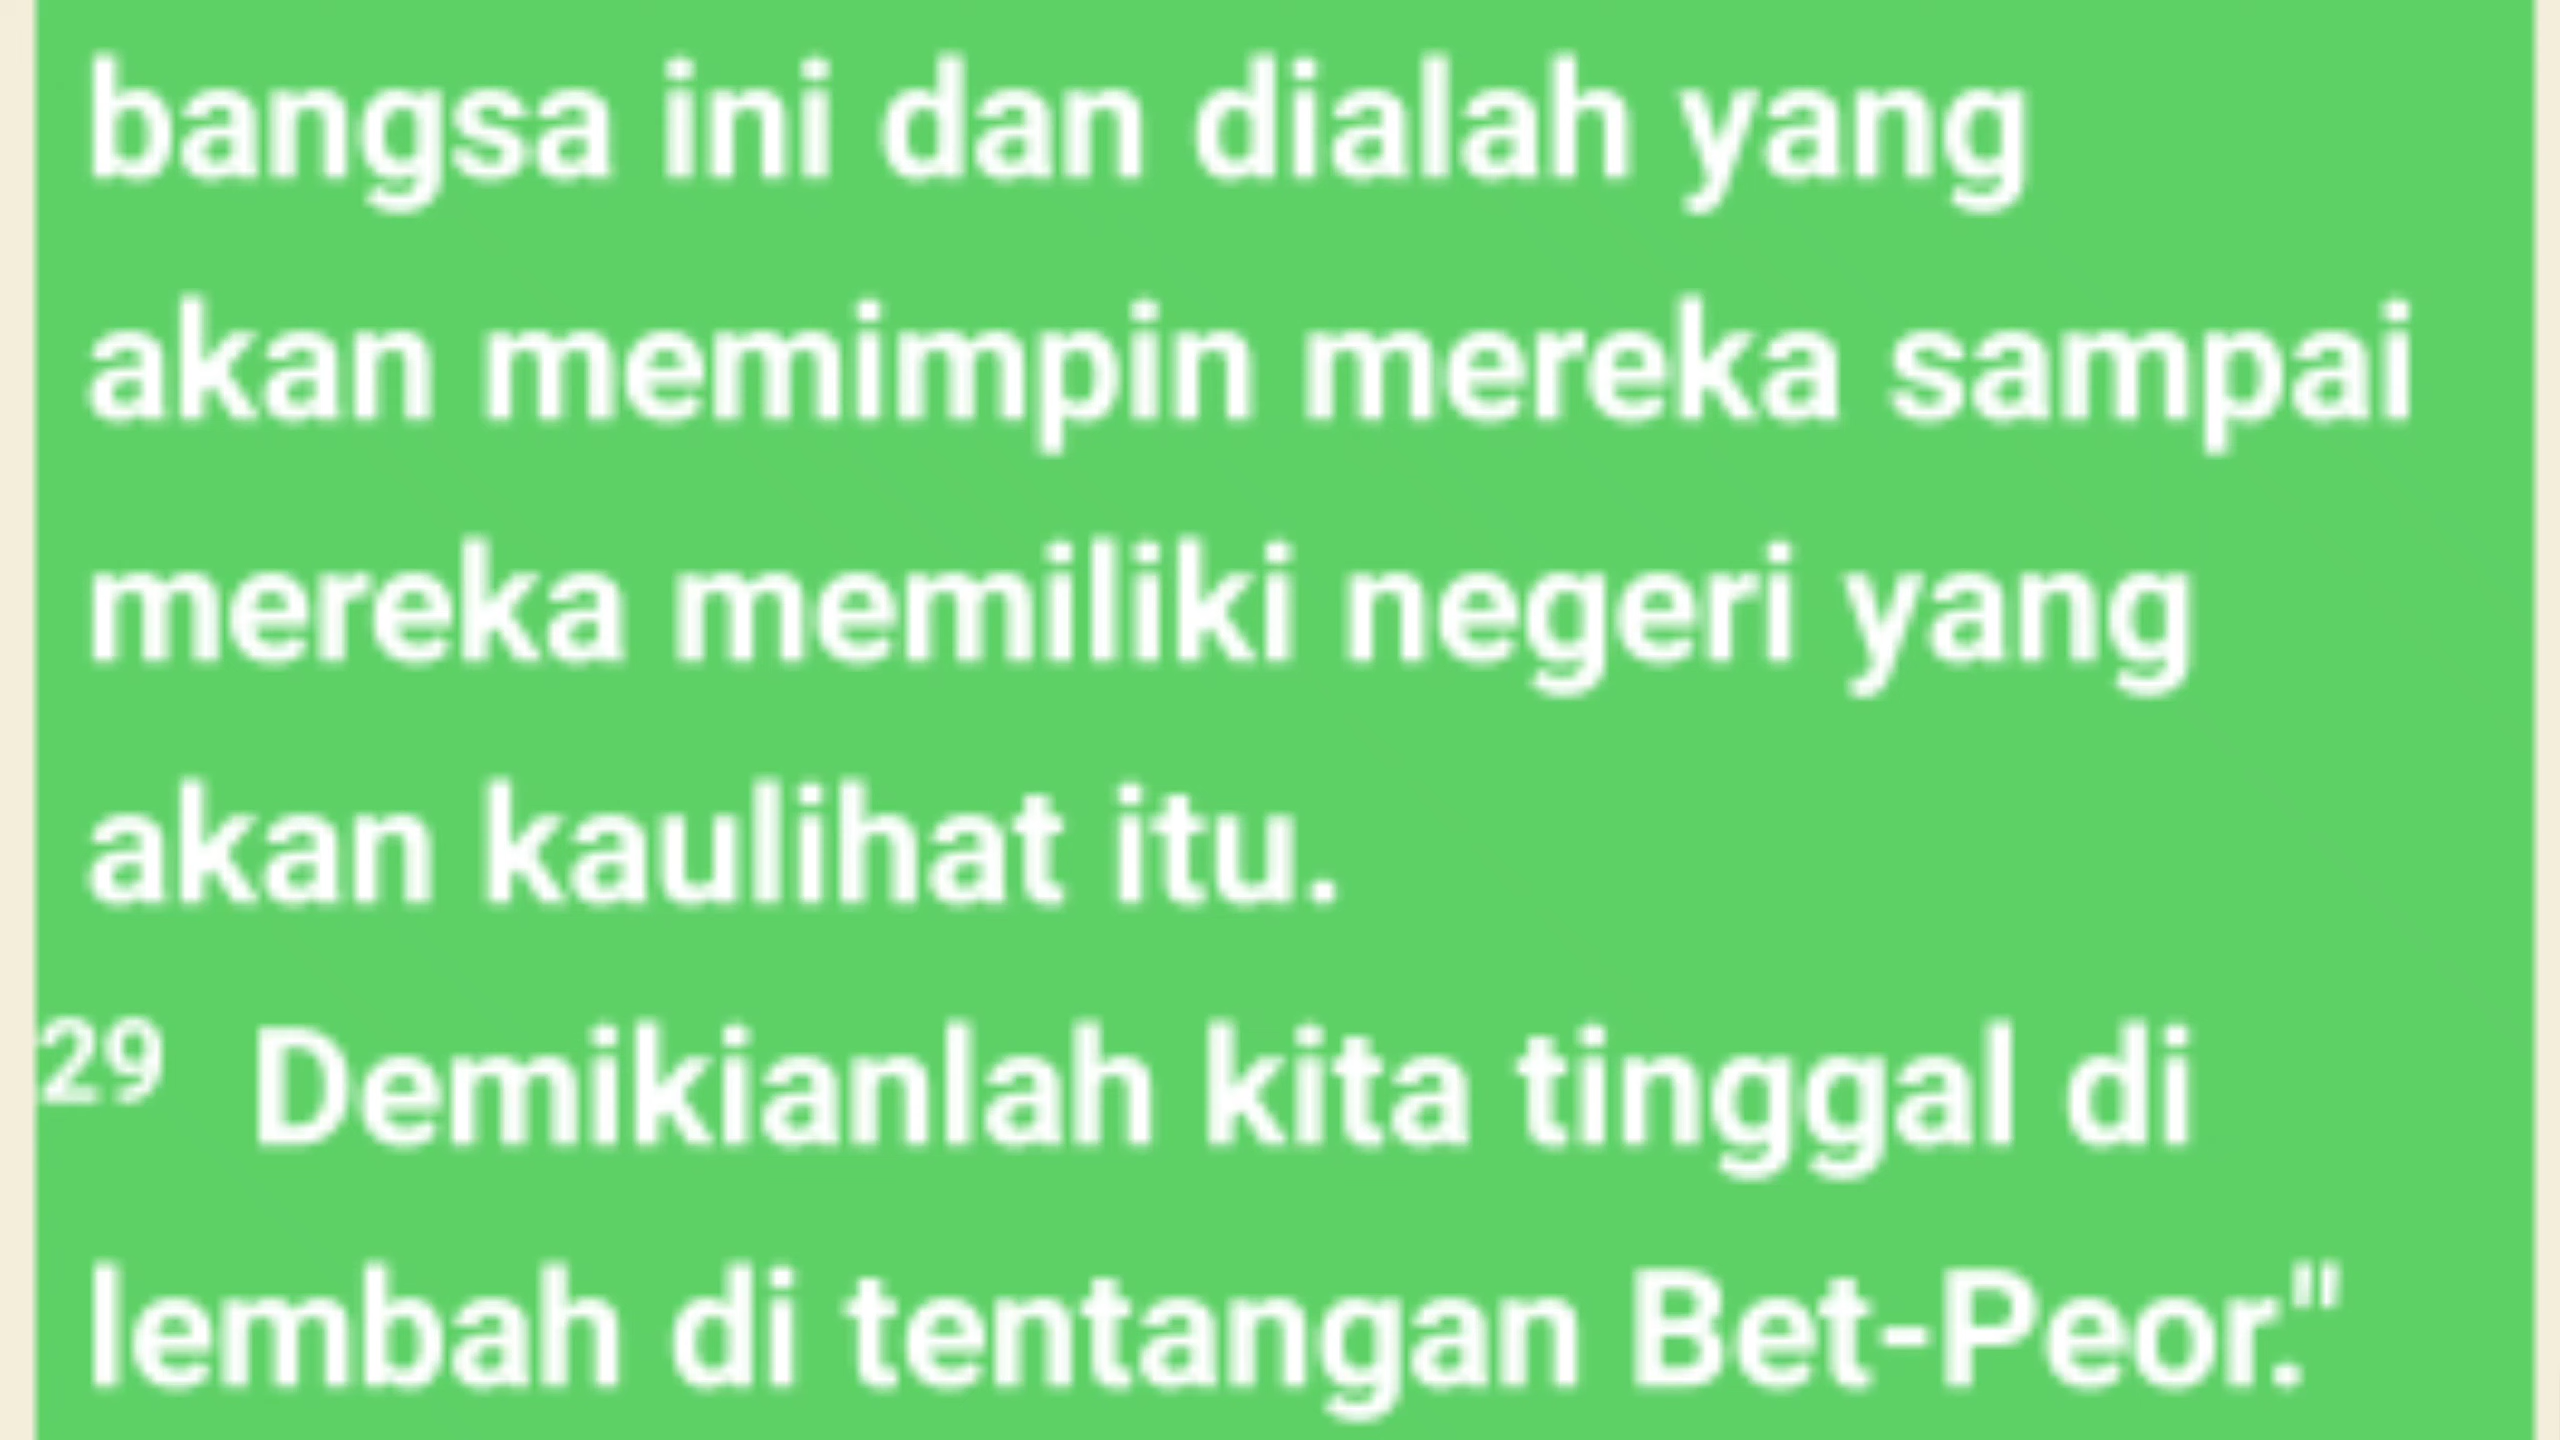 bangsa ini dan dialah yang
akan memimpin mereka sampai
mereka memiliki negeri yang
akan kaulihat itu.
29 Demikianlah kita tinggal di
lembah di tentangan Bet-Peor."